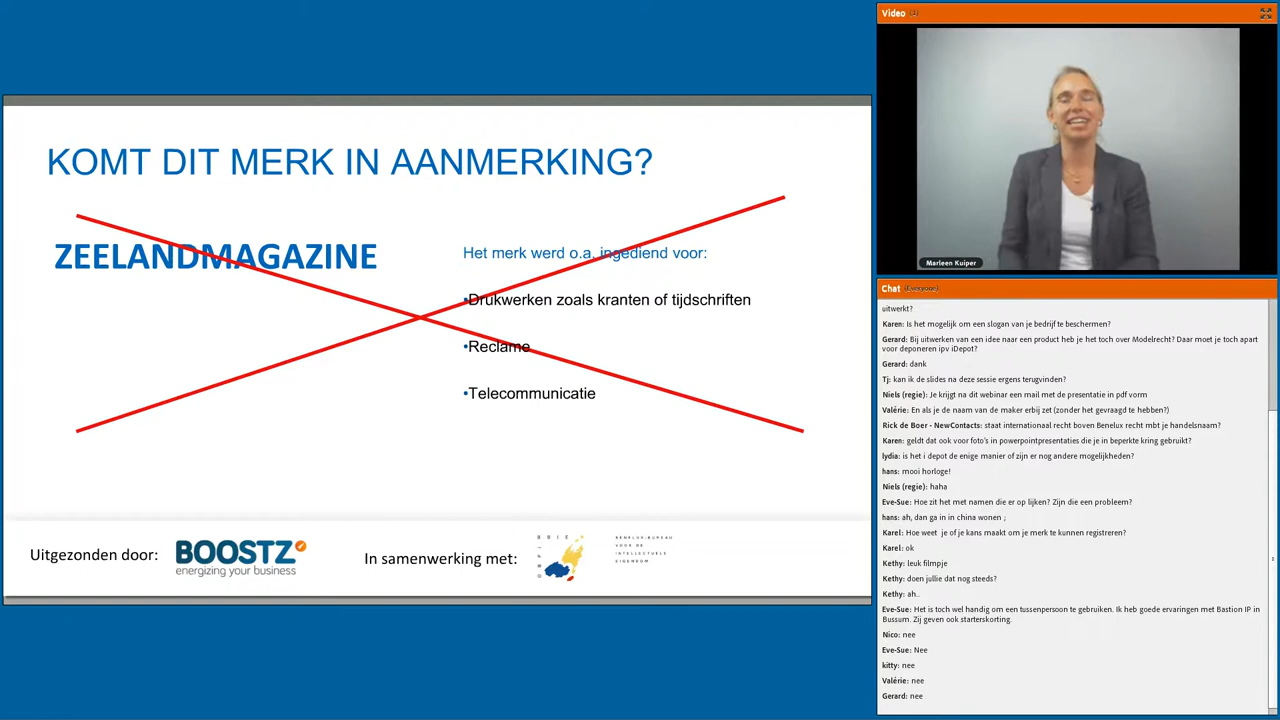 KOMT DIT MERK IN AANMERKING?
ZEELANDMAGAZINE
Het merk werd o.a. ingediend voor:
•Drukwerken zoals kranten of tijdschriften
•Reclame
•Telecommunicatie
Uitgezonden door:
BOOSTZ
energizing your business
In samenwerking met:
BENELUX-BUREAU
VOOR DE
INTELLECTUELE
EIGENDOM
Video (1)
Marleen Kuiper
Chat (Everyone)
uitwerkt?
Karen: Is het mogelijk om een slogan van je bedrijf te beschermen?
Gerard: Bij uitwerken van een idee naar een product heb je het toch over Modelrecht? Daar moet je toch apart
voor deponeren ipv iDepot?
Gerard: dank
Tj: kan ik de slides na deze sessie ergens terugvinden?
Niels (regie): Je krijgt na dit webinar een mail met de presentatie in pdf vorm
Valérie: En als je de naam van de maker erbij zet (zonder het gevraagd te hebben?)
Rick de Boer - NewContacts: staat internationaal recht boven Benelux recht mbt je handelsnaam?
Karen: geldt dat ook voor foto's in powerpointpresentaties die je in beperkte kring gebruikt?
lydia: is het i depot de enige manier of zijn er nog andere mogelijkheden?
hans: mooi horloge!
Niels (regie): haha
Eve-Sue: Hoe zit het met namen die er op lijken? Zijn die een probleem?
hans: ah, dan ga in in china wonen ;
Karel: Hoe weet je of je kans maakt om je merk te kunnen registreren?
Karel: ok
Kethy: leuk filmpje
Kethy: doen jullie dat nog steeds?
Kethy: ah..
Eve-Sue: Het is toch wel handig om een tussenpersoon te gebruiken. Ik heb goede ervaringen met Bastion IP in
Bussum. Zij geven ook starterskorting.
Nico: nee
Eve-Sue: Nee
kitty: nee
Valérie: nee
Gerard: nee